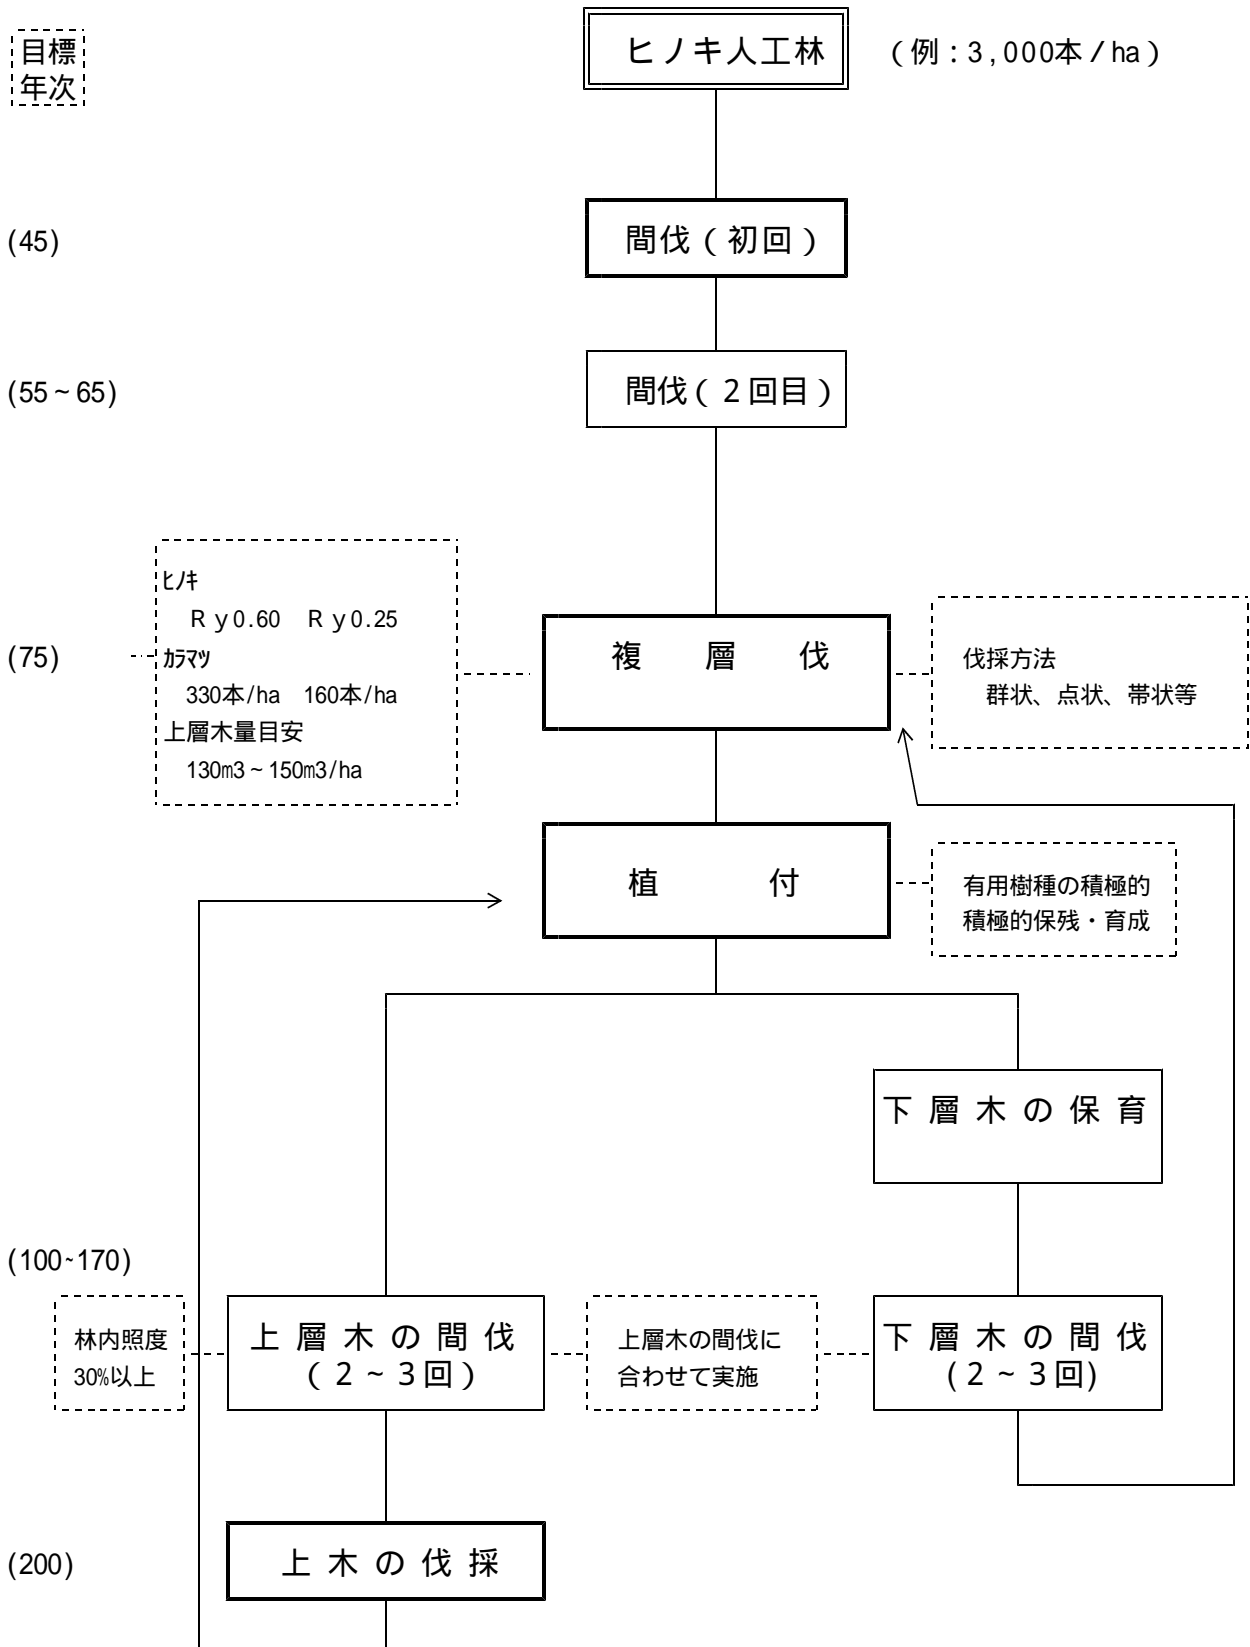 目標
年次
ヒノキ人工林
（例：3,000本／ha）
(45)
間伐（初回）
(55～65)
間伐（２回目）
(75)
ﾋﾉｷ
Ｒｙ0.60　Ｒｙ0.25
ｶﾗﾏﾂ
330本/ha　160本/ha
上層木量目安
130m3～150m3/ha
複　層　伐
伐採方法
群状、点状、帯状等
植　　付
有用樹種の積極的
積極的保残・育成
下層木の保育
(100~170)
林内照度
30%以上
上層木の間伐
（２～３回）
上層木の間伐に
合わせて実施
下層木の間伐
(２～３回)
(200)
上木の伐採